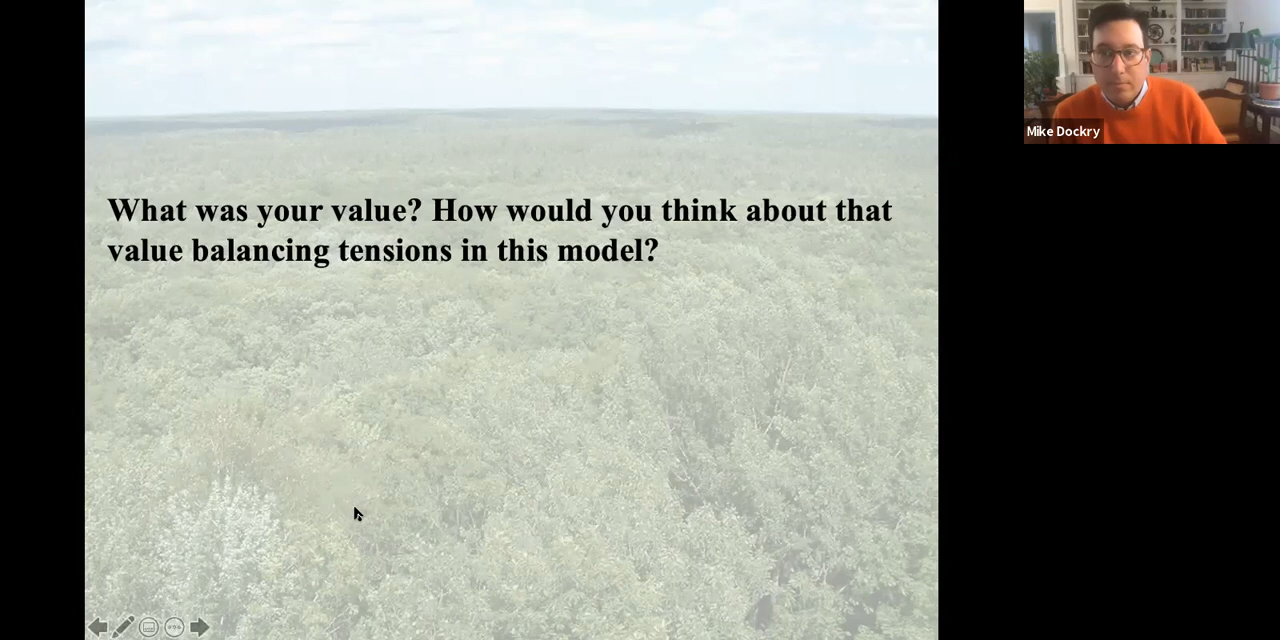 What was your value? How would you think about that
value balancing tensions in this model?
Mike Dockry